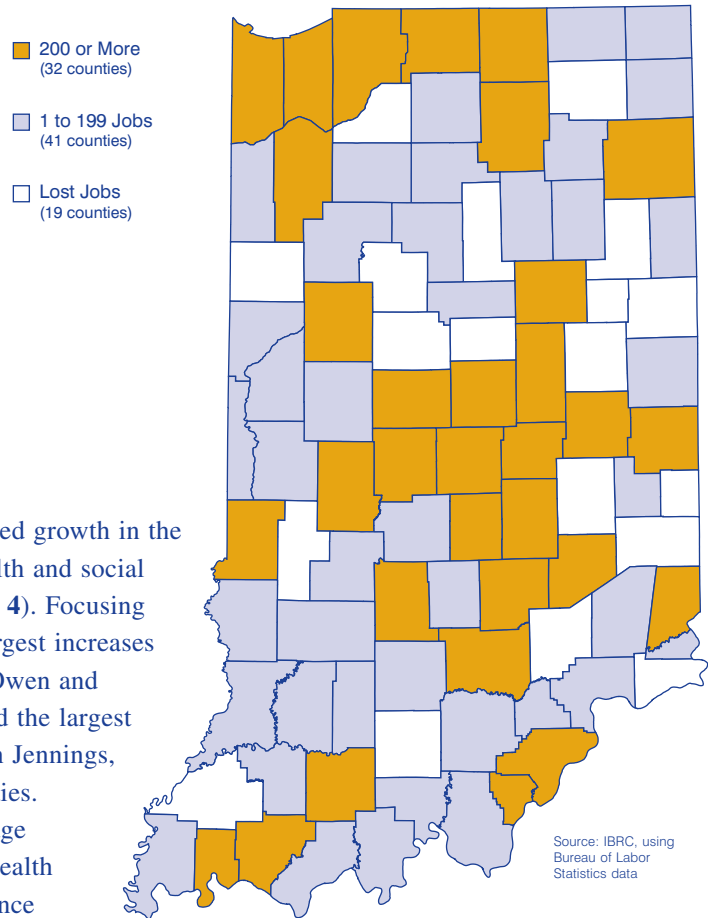 200 or More
(32 counties)
1 to 199 Jobs
(41 counties)
Lost Jobs
(19 counties)
ed growth in the
lth and social
4). Focusing
rgest increases
Owen and
d the largest
n Jennings,
ies.
ge
ealth
nce
Source: IBRC, using
Bureau of Labor
Statistics data